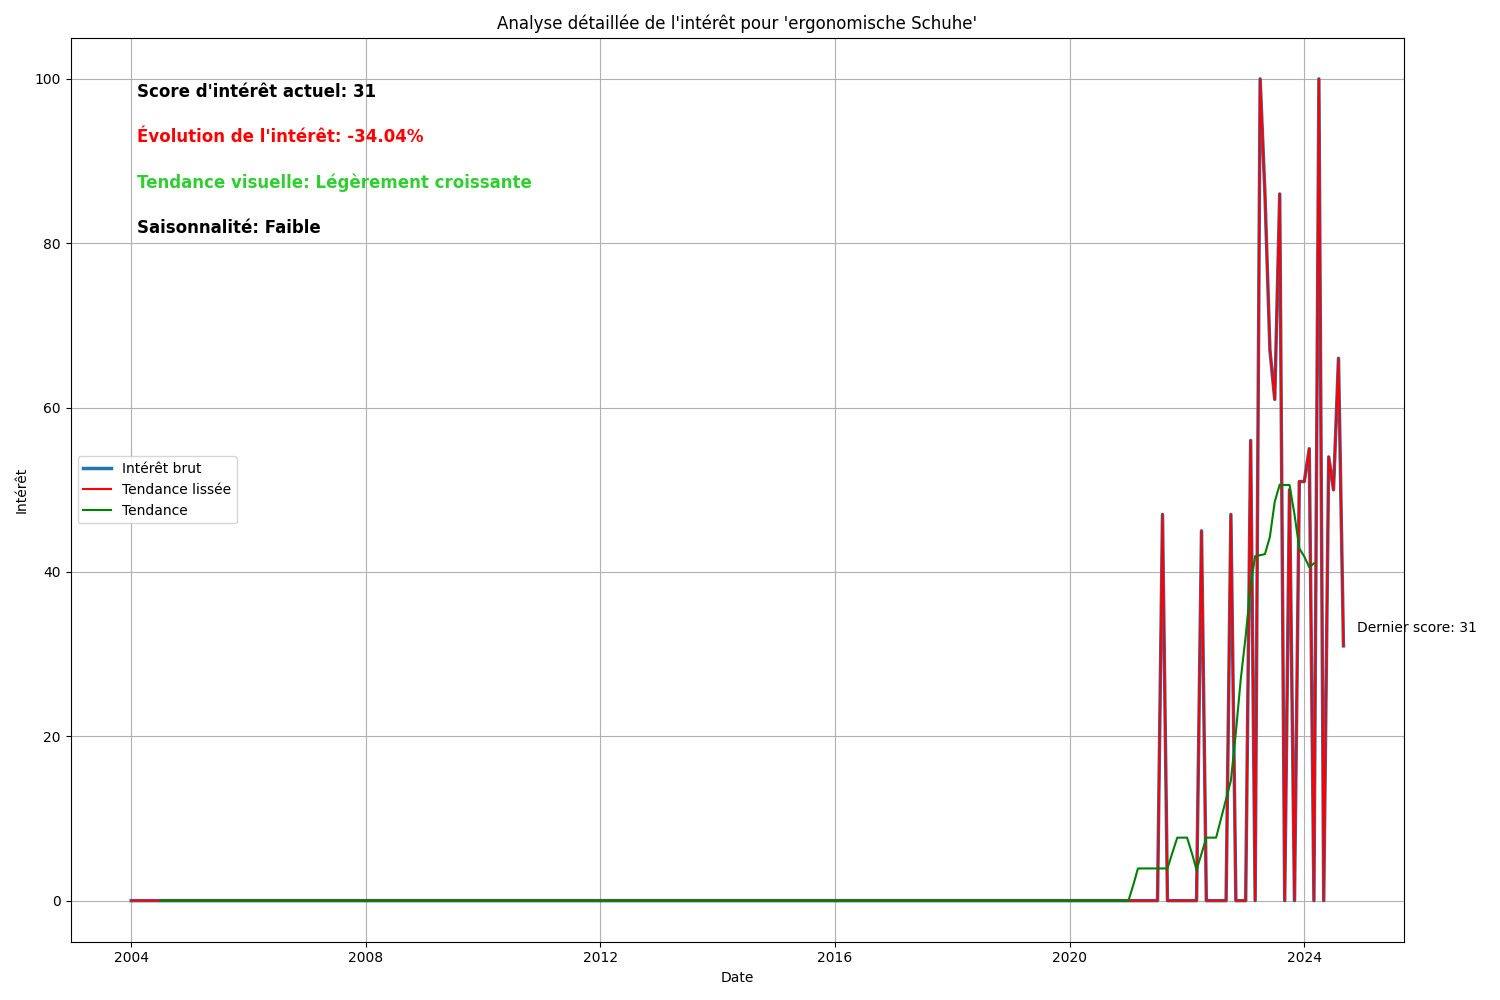 Analyse détaillée de l'intérêt pour 'ergonomische Schuhe'
100
80
60
40
20
0
Intérêt
Score d'intérêt actuel: 31
Évolution de l'intérêt: -34.04%
Tendance visuelle: Légèrement croissante
Saisonnalité: Faible
Intérêt brut
Tendance lissée
Tendance
Dernier score: 31
2004 2008 2012 2016 2020 2024
Date